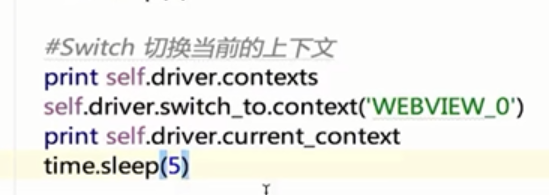 #Switch 切换当前的上下文
print self.driver.contexts
self.driver.switch_to.context('WEBVIEW_0')
print self.driver.current_context
time.sleep(5)